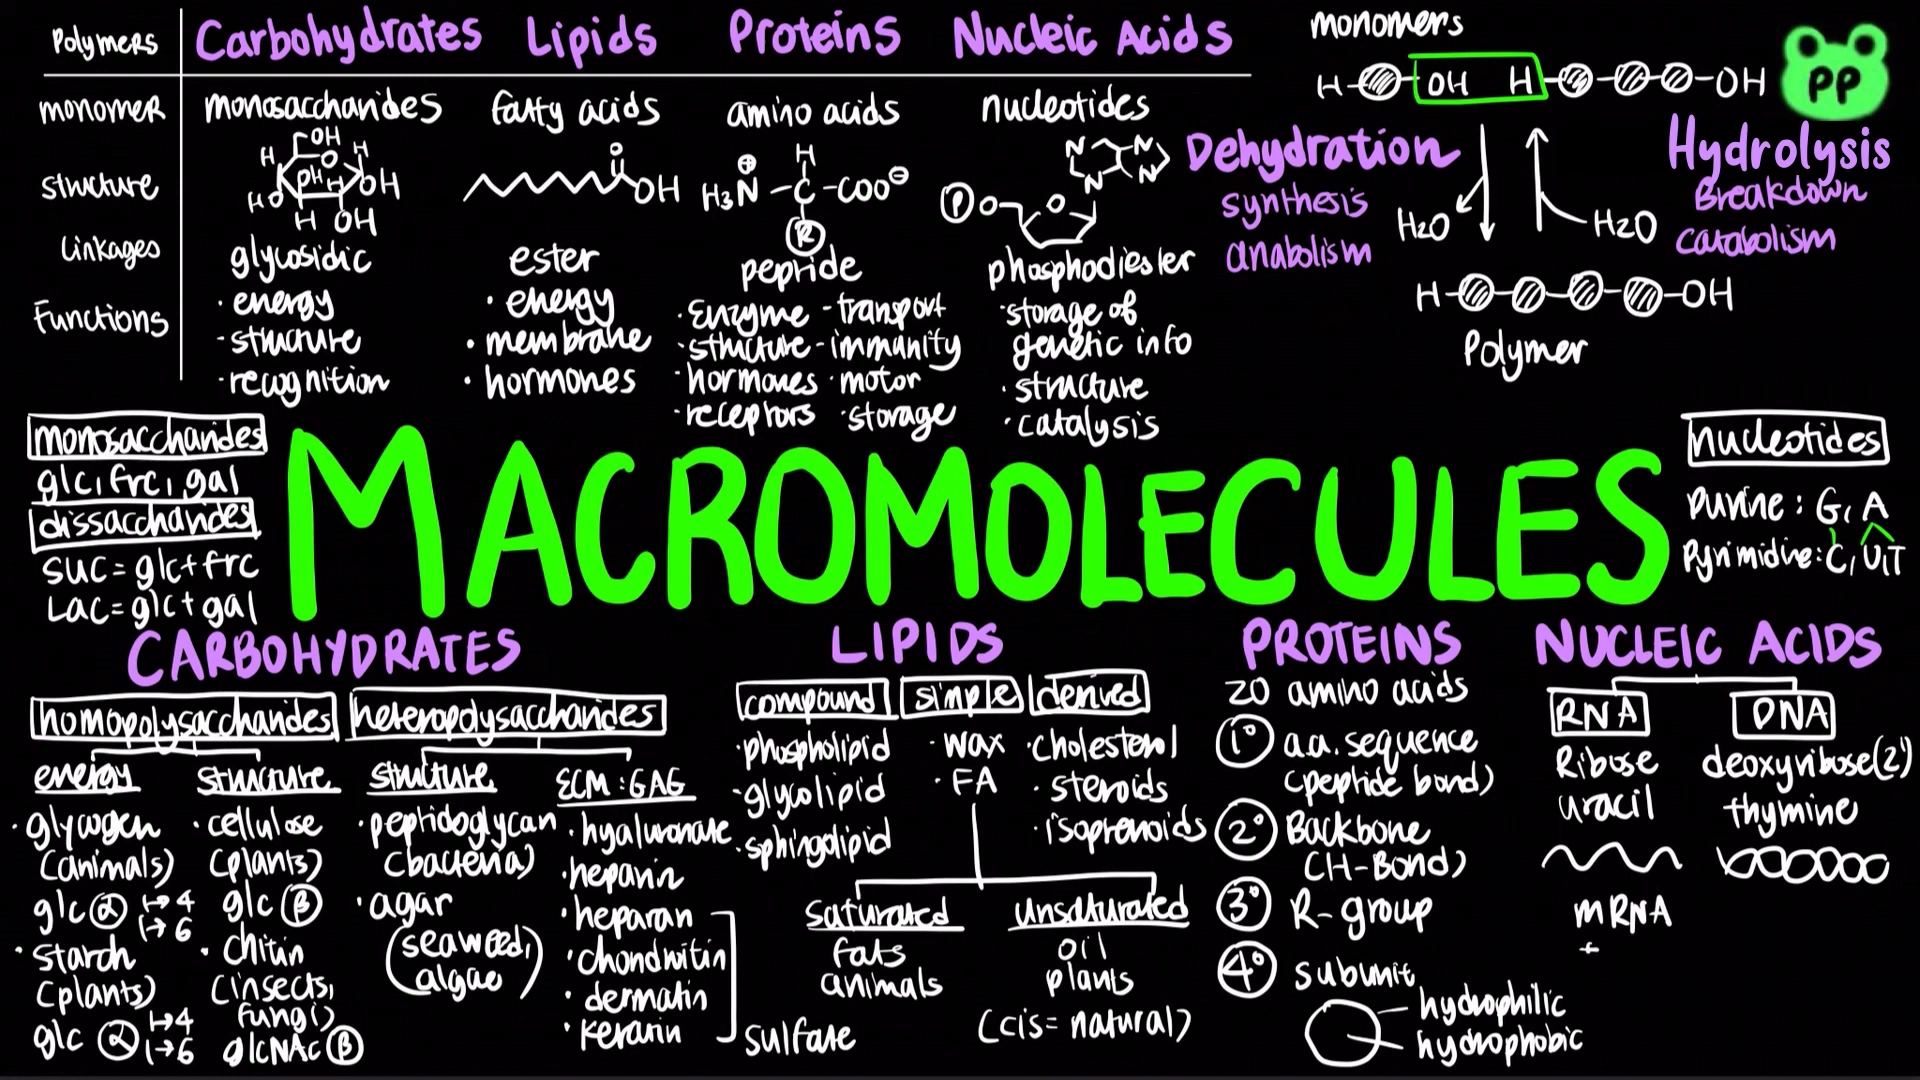 Polymers Carbohydrates Lipids Proteins Nucleic Acids
monomer monosaccharides fatty acids amino acids nucleotides
structure
OH
H O H
OH H OH
HO
H OH
O
OH
⊕ H
H₃N - C - COO⊖
R
N N
N N
P O O
Linkages glycosidic ester peptide phosphodiester
Functions
· energy
- structure
- recognition
· energy
· membrane
· hormones
· Enzyme - transport
- structure - immunity
· hormones · motor
· receptors · storage
· storage of
genetic info
· structure
· catalysis
monomers
H OH H OH
PP
Dehydration
synthesis
anabolism
H2O
H2O
Hydrolysis
Breakdown
catabolism
H OH
Polymer
monosaccharides
glc, frc, gal
dissaccharides
suc = glc + frc
Lac = glc + gal
MACROMOLECULES
nucleotides
purine : G, A
Pyrimidine : C, U, T
CARBOHYDRATES
homopolysaccharides
energy
· glycogen
(animals)
glc α 1→4
1→6
· starch
(plants)
glc α 1→4
1→6
structure
· cellulose
(plants)
glc β
· chitin
(insects,
fungi)
glcNAc β
heteropolysaccharides
structure
· peptidoglycan
(bacteria)
· agar
(seaweed,
algae)
ECM : GAG
· hyaluronate
· heparin
· heparan
· chondroitin
· dermatin
· keratin
sulfate
LIPIDS
compound
· phospholipid
· glycolipid
· sphingolipid
simple
· wax
· FA
derived
· cholesterol
· steroids
· isoprenoids
saturated
fats
animals
unsaturated
oil
plants
(cis = natural)
PROTEINS
20 amino acids
1° a.a. sequence
(peptide bond)
2° Backbone
(H-Bond)
3° R-group
4° subunit
hydrophilic
hydrophobic
NUCLEIC ACIDS
RNA
Ribose
uracil
mRNA
t
DNA
deoxyribose (2')
thymine